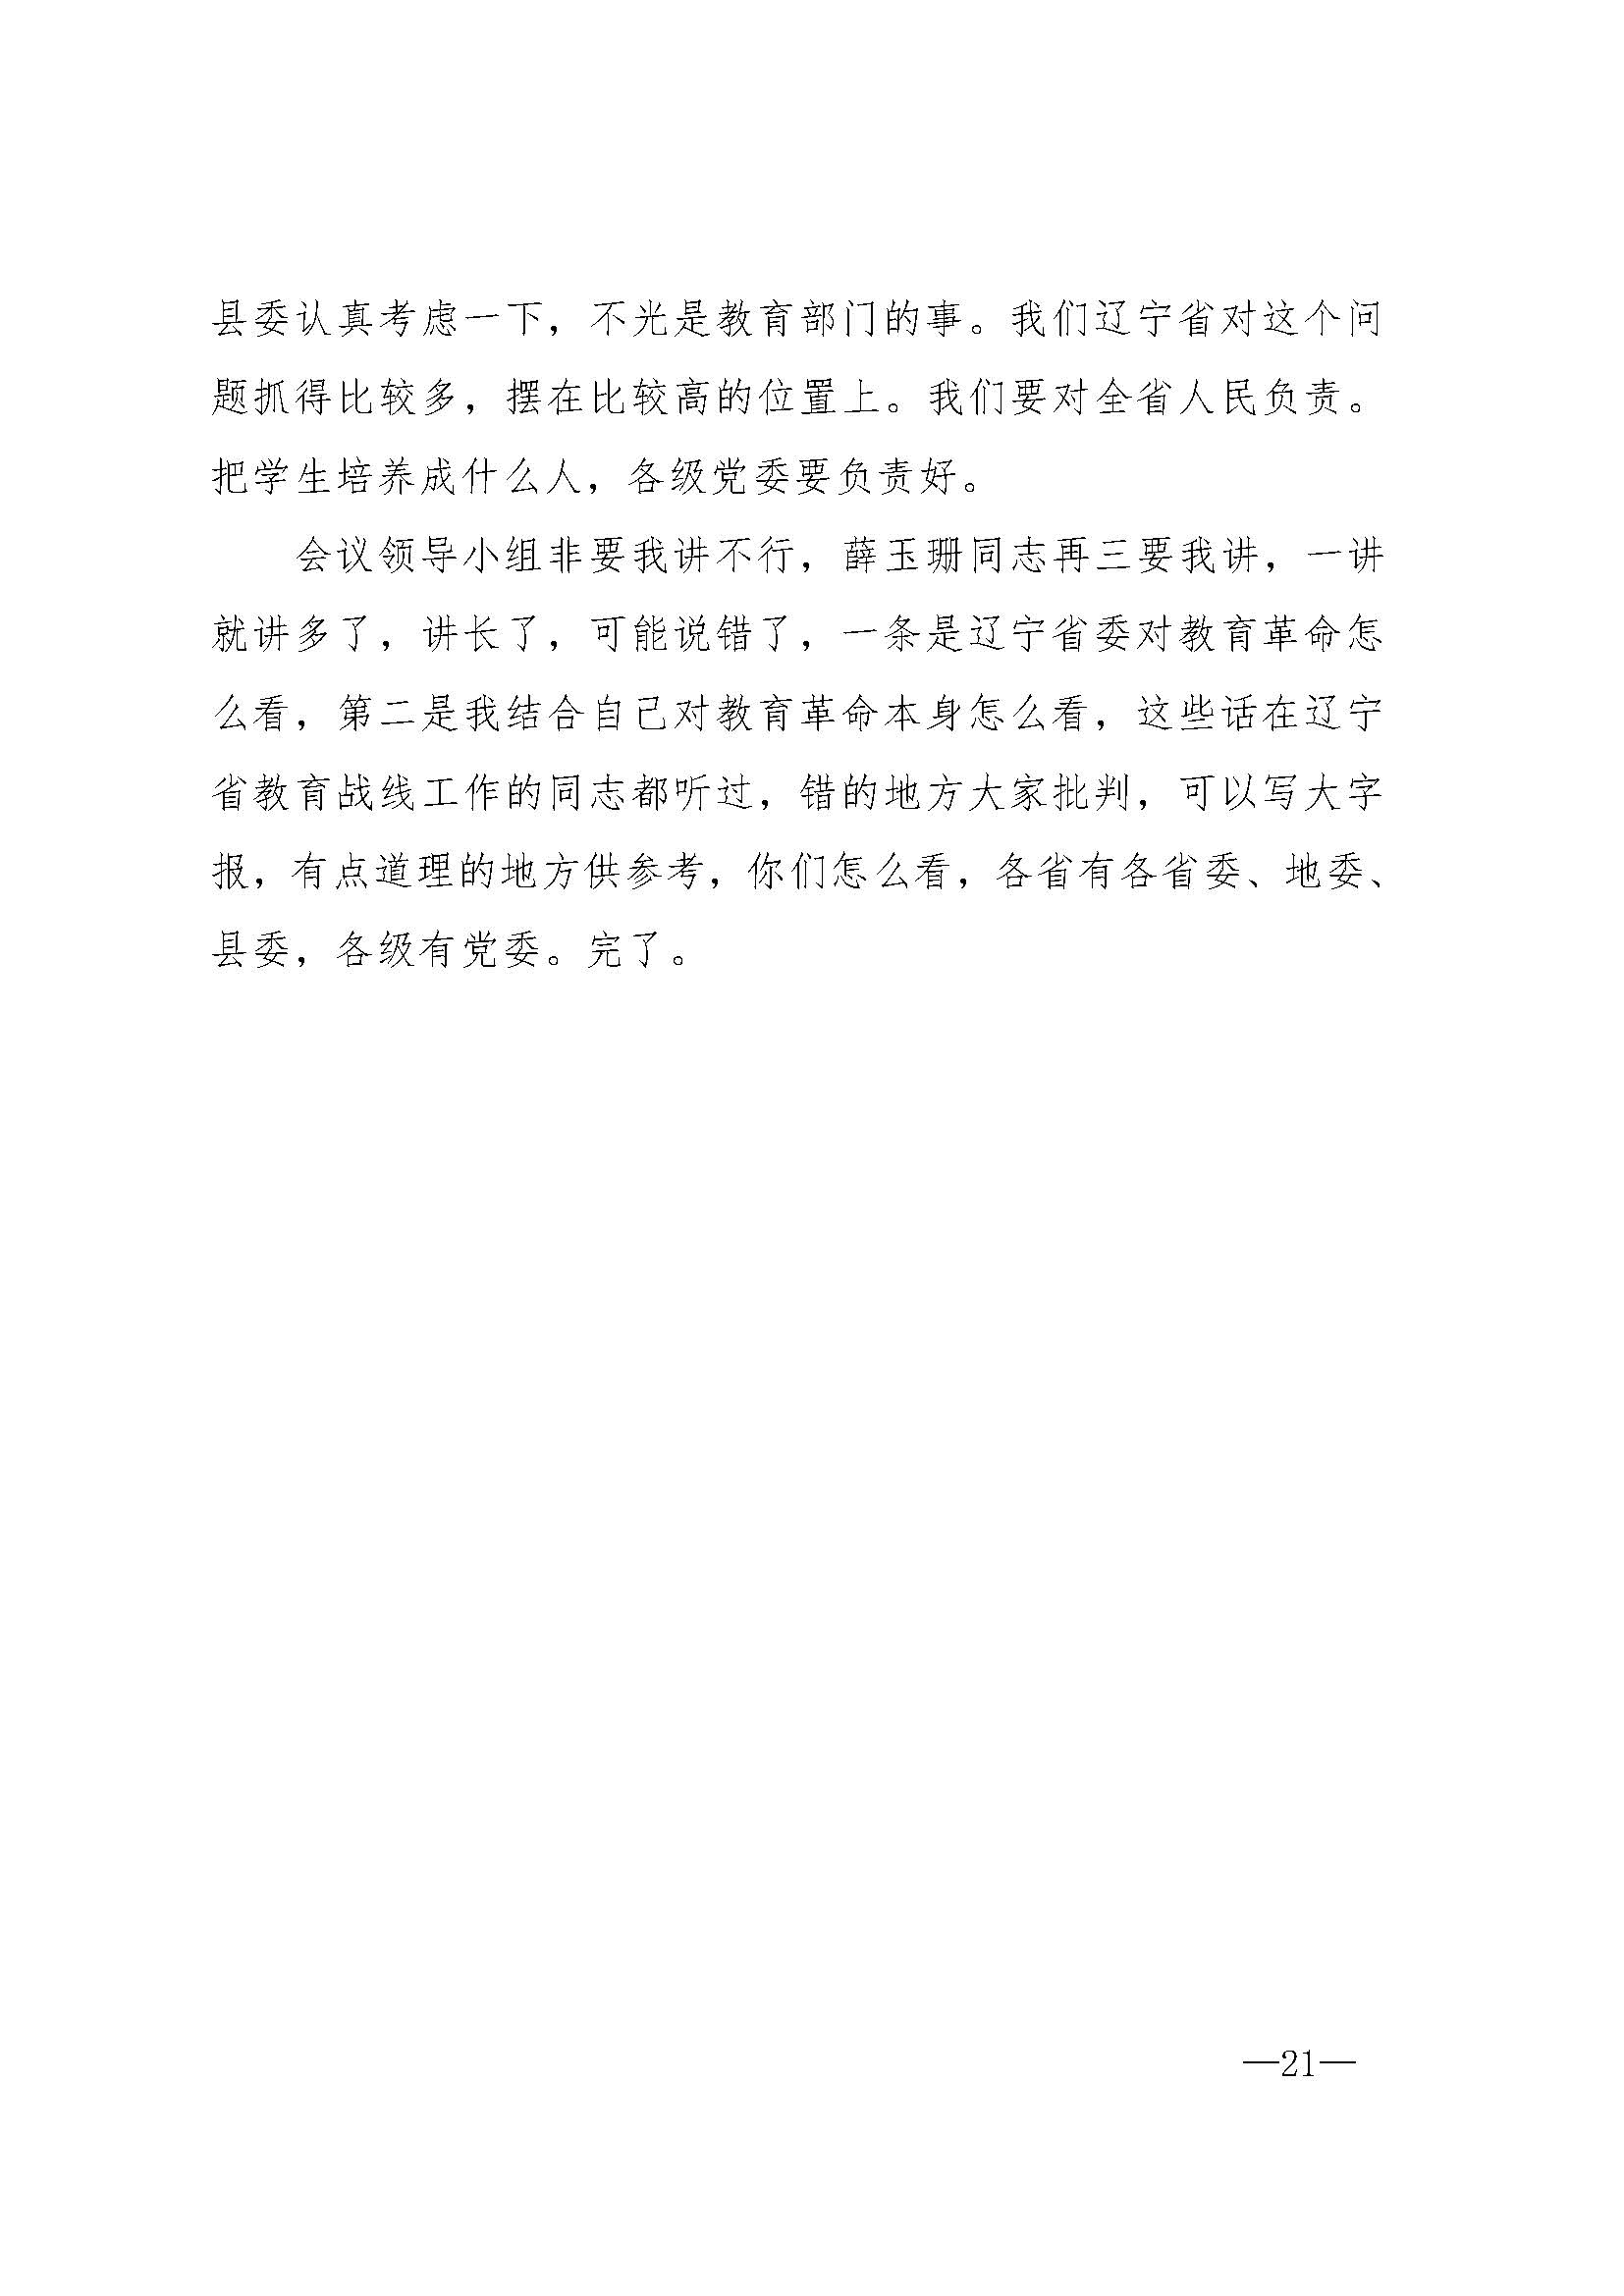 县委认真考虑一下，不光是教育部门的事。我们辽宁省对这个问
题抓得比较多，摆在比较高的位置上。我们要对全省人民负责。
把学生培养成什么人，各级党委要负责好。
会议领导小组非要我讲不行，薛玉珊同志再三要我讲，一讲
就讲多了，讲长了，可能说错了，一条是辽宁省委对教育革命怎
么看，第二是我结合自己对教育革命本身怎么看，这些话在辽宁
省教育战线工作的同志都听过，错的地方大家批判，可以写大字
报，有点道理的地方供参考，你们怎么看，各省有各省委、地委、
县委，各级有党委。完了。
—21—